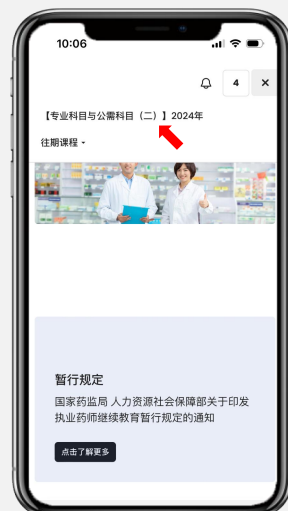 10:06
4 ×
【专业科目与公需科目（二）】2024年
往期课程
暂行规定
国家药监局 人力资源社会保障部关于印发
执业药师继续教育暂行规定的通知
点击了解更多